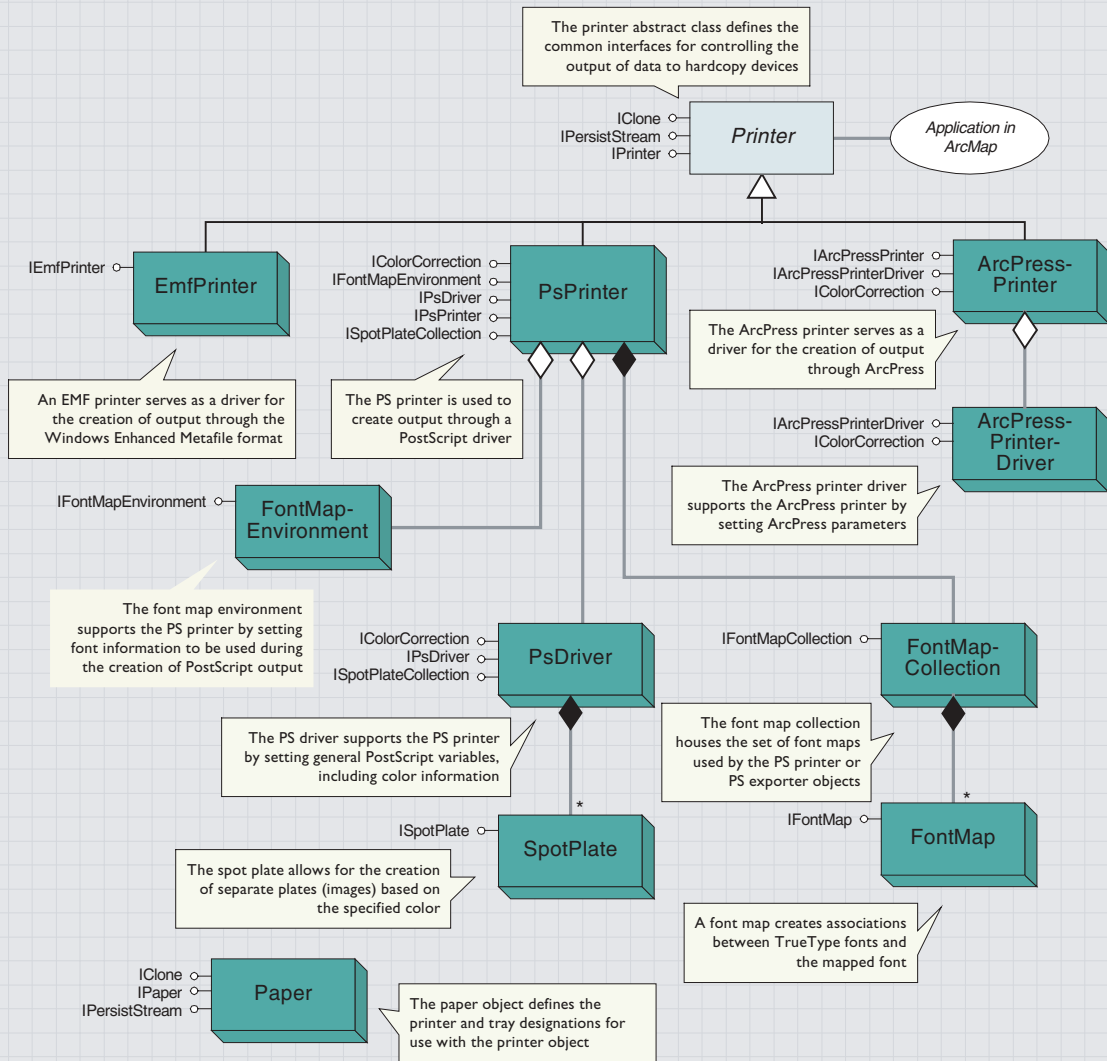 The printer abstract class defines the
common interfaces for controlling the
output of data to hardcopy devices
IClone
IPersistStream
IPrinter
Printer
Application in
ArcMap
IEmfPrinter
EmfPrinter
IColorCorrection
IFontMapEnvironment
IPsDriver
IPsPrinter
ISpotPlateCollection
PsPrinter
IArcPressPrinter
IArcPressPrinterDriver
IColorCorrection
ArcPress-
Printer
The ArcPress printer serves as a
driver for the creation of output
through ArcPress
An EMF printer serves as a driver for
the creation of output through the
Windows Enhanced Metafile format
The PS printer is used to
create output through a
PostScript driver
IArcPressPrinterDriver
IColorCorrection
ArcPress-
Printer-
Driver
The ArcPress printer driver
supports the ArcPress printer by
setting ArcPress parameters
IFontMapEnvironment
FontMap-
Environment
The font map environment
supports the PS printer by setting
font information to be used during
the creation of PostScript output
IColorCorrection
IPsDriver
ISpotPlateCollection
PsDriver
IFontMapCollection
FontMap-
Collection
The PS driver supports the PS printer
by setting general PostScript variables,
including color information
The font map collection
houses the set of font maps
used by the PS printer or
PS exporter objects
*
*
ISpotPlate
SpotPlate
IFontMap
FontMap
The spot plate allows for the creation
of separate plates (images) based on
the specified color
A font map creates associations
between TrueType fonts and
the mapped font
IClone
IPaper
IPersistStream
Paper
The paper object defines the
printer and tray designations for
use with the printer object